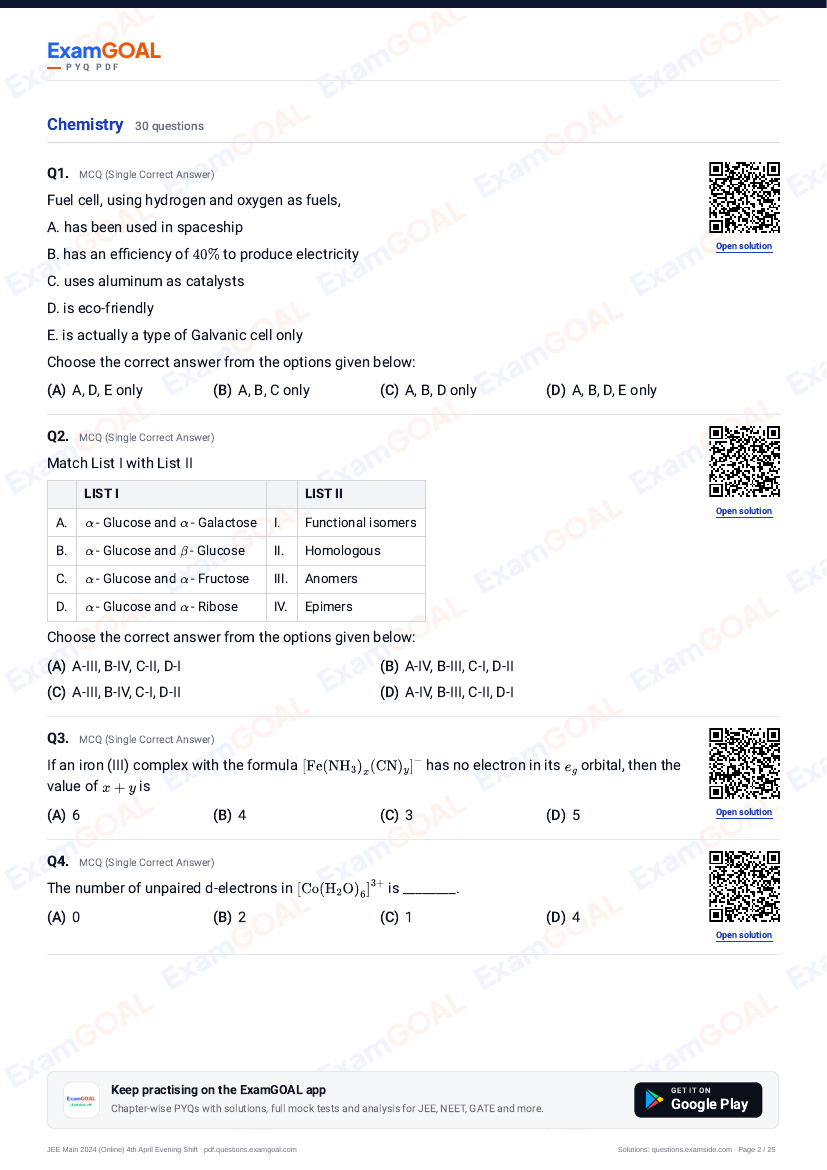 ExamGOAL
PYQ PDF
Chemistry 30 questions
Q1. MCQ (Single Correct Answer)
Fuel cell, using hydrogen and oxygen as fuels,
A. has been used in spaceship
B. has an efficiency of 40% to produce electricity
C. uses aluminum as catalysts
D. is eco-friendly
E. is actually a type of Galvanic cell only
Choose the correct answer from the options given below:
(A) A, D, E only (B) A, B, C only (C) A, B, D only (D) A, B, D, E only
Open solution
Q2. MCQ (Single Correct Answer)
Match List I with List II
LIST I LIST II
A. α- Glucose and α- Galactose I. Functional isomers
B. α- Glucose and β- Glucose II. Homologous
C. α- Glucose and α- Fructose III. Anomers
D. α- Glucose and α- Ribose IV. Epimers
Choose the correct answer from the options given below:
(A) A-III, B-IV, C-II, D-I (B) A-IV, B-III, C-I, D-II
(C) A-III, B-IV, C-I, D-II (D) A-IV, B-III, C-II, D-I
Open solution
Q3. MCQ (Single Correct Answer)
If an iron (III) complex with the formula [Fe(NH₃)ₓ(CN)ᵧ]⁻ has no electron in its e_g orbital, then the
value of x + y is
(A) 6 (B) 4 (C) 3 (D) 5
Open solution
Q4. MCQ (Single Correct Answer)
The number of unpaired d-electrons in [Co(H₂O)₆]³⁺ is ________.
(A) 0 (B) 2 (C) 1 (D) 4
Open solution
Keep practising on the ExamGOAL app
Chapter-wise PYQs with solutions, full mock tests and analysis for JEE, NEET, GATE and more.
GET IT ON
Google Play
JEE Main 2024 (Online) 4th April Evening Shift · pdf.questions.examgoal.com Solutions: questions.examside.com · Page 2 / 25